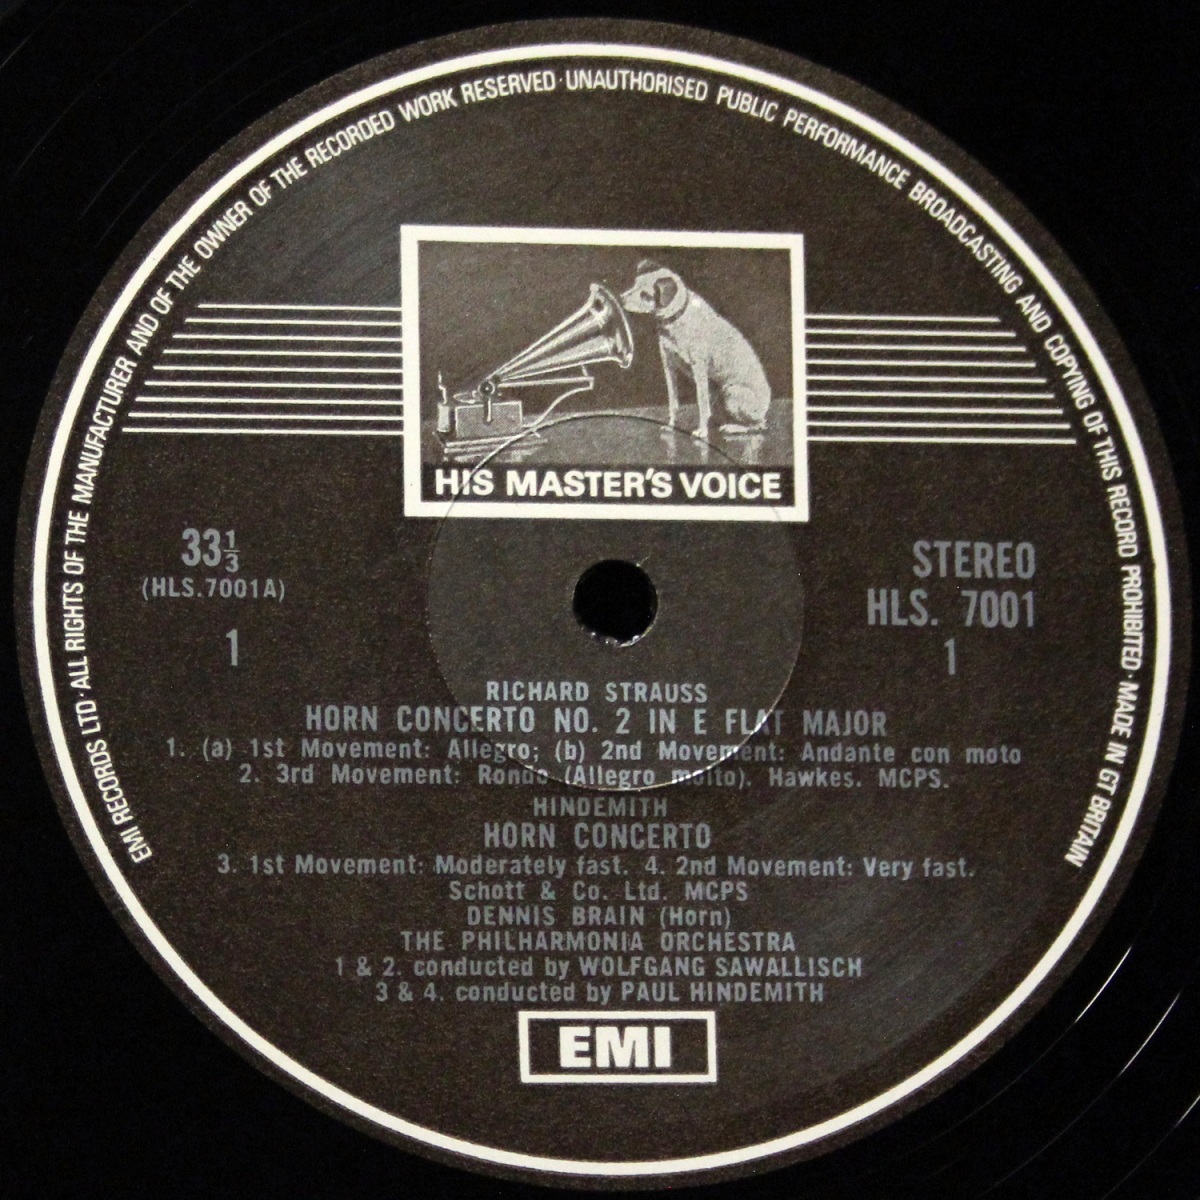 EMI RECORDS LTD · ALL RIGHTS OF THE MANUFACTURER AND OF THE OWNER OF THE RECORDED WORK RESERVED · UNAUTHORISED PUBLIC PERFORMANCE BROADCASTING AND COPYING OF THIS RECORD PROHIBITED · MADE IN GT BRITAIN
HIS MASTER'S VOICE
33⅓
(HLS.7001A)
1
STEREO
HLS. 7001
1
RICHARD STRAUSS
HORN CONCERTO NO. 2 IN E FLAT MAJOR
1. (a) 1st Movement: Allegro; (b) 2nd Movement: Andante con moto
2. 3rd Movement: Rondo (Allegro molto). Hawkes. MCPS.
HINDEMITH
HORN CONCERTO
3. 1st Movement: Moderately fast. 4. 2nd Movement: Very fast.
Schott & Co. Ltd. MCPS
DENNIS BRAIN (Horn)
THE PHILHARMONIA ORCHESTRA
1 & 2. conducted by WOLFGANG SAWALLISCH
3 & 4. conducted by PAUL HINDEMITH
EMI